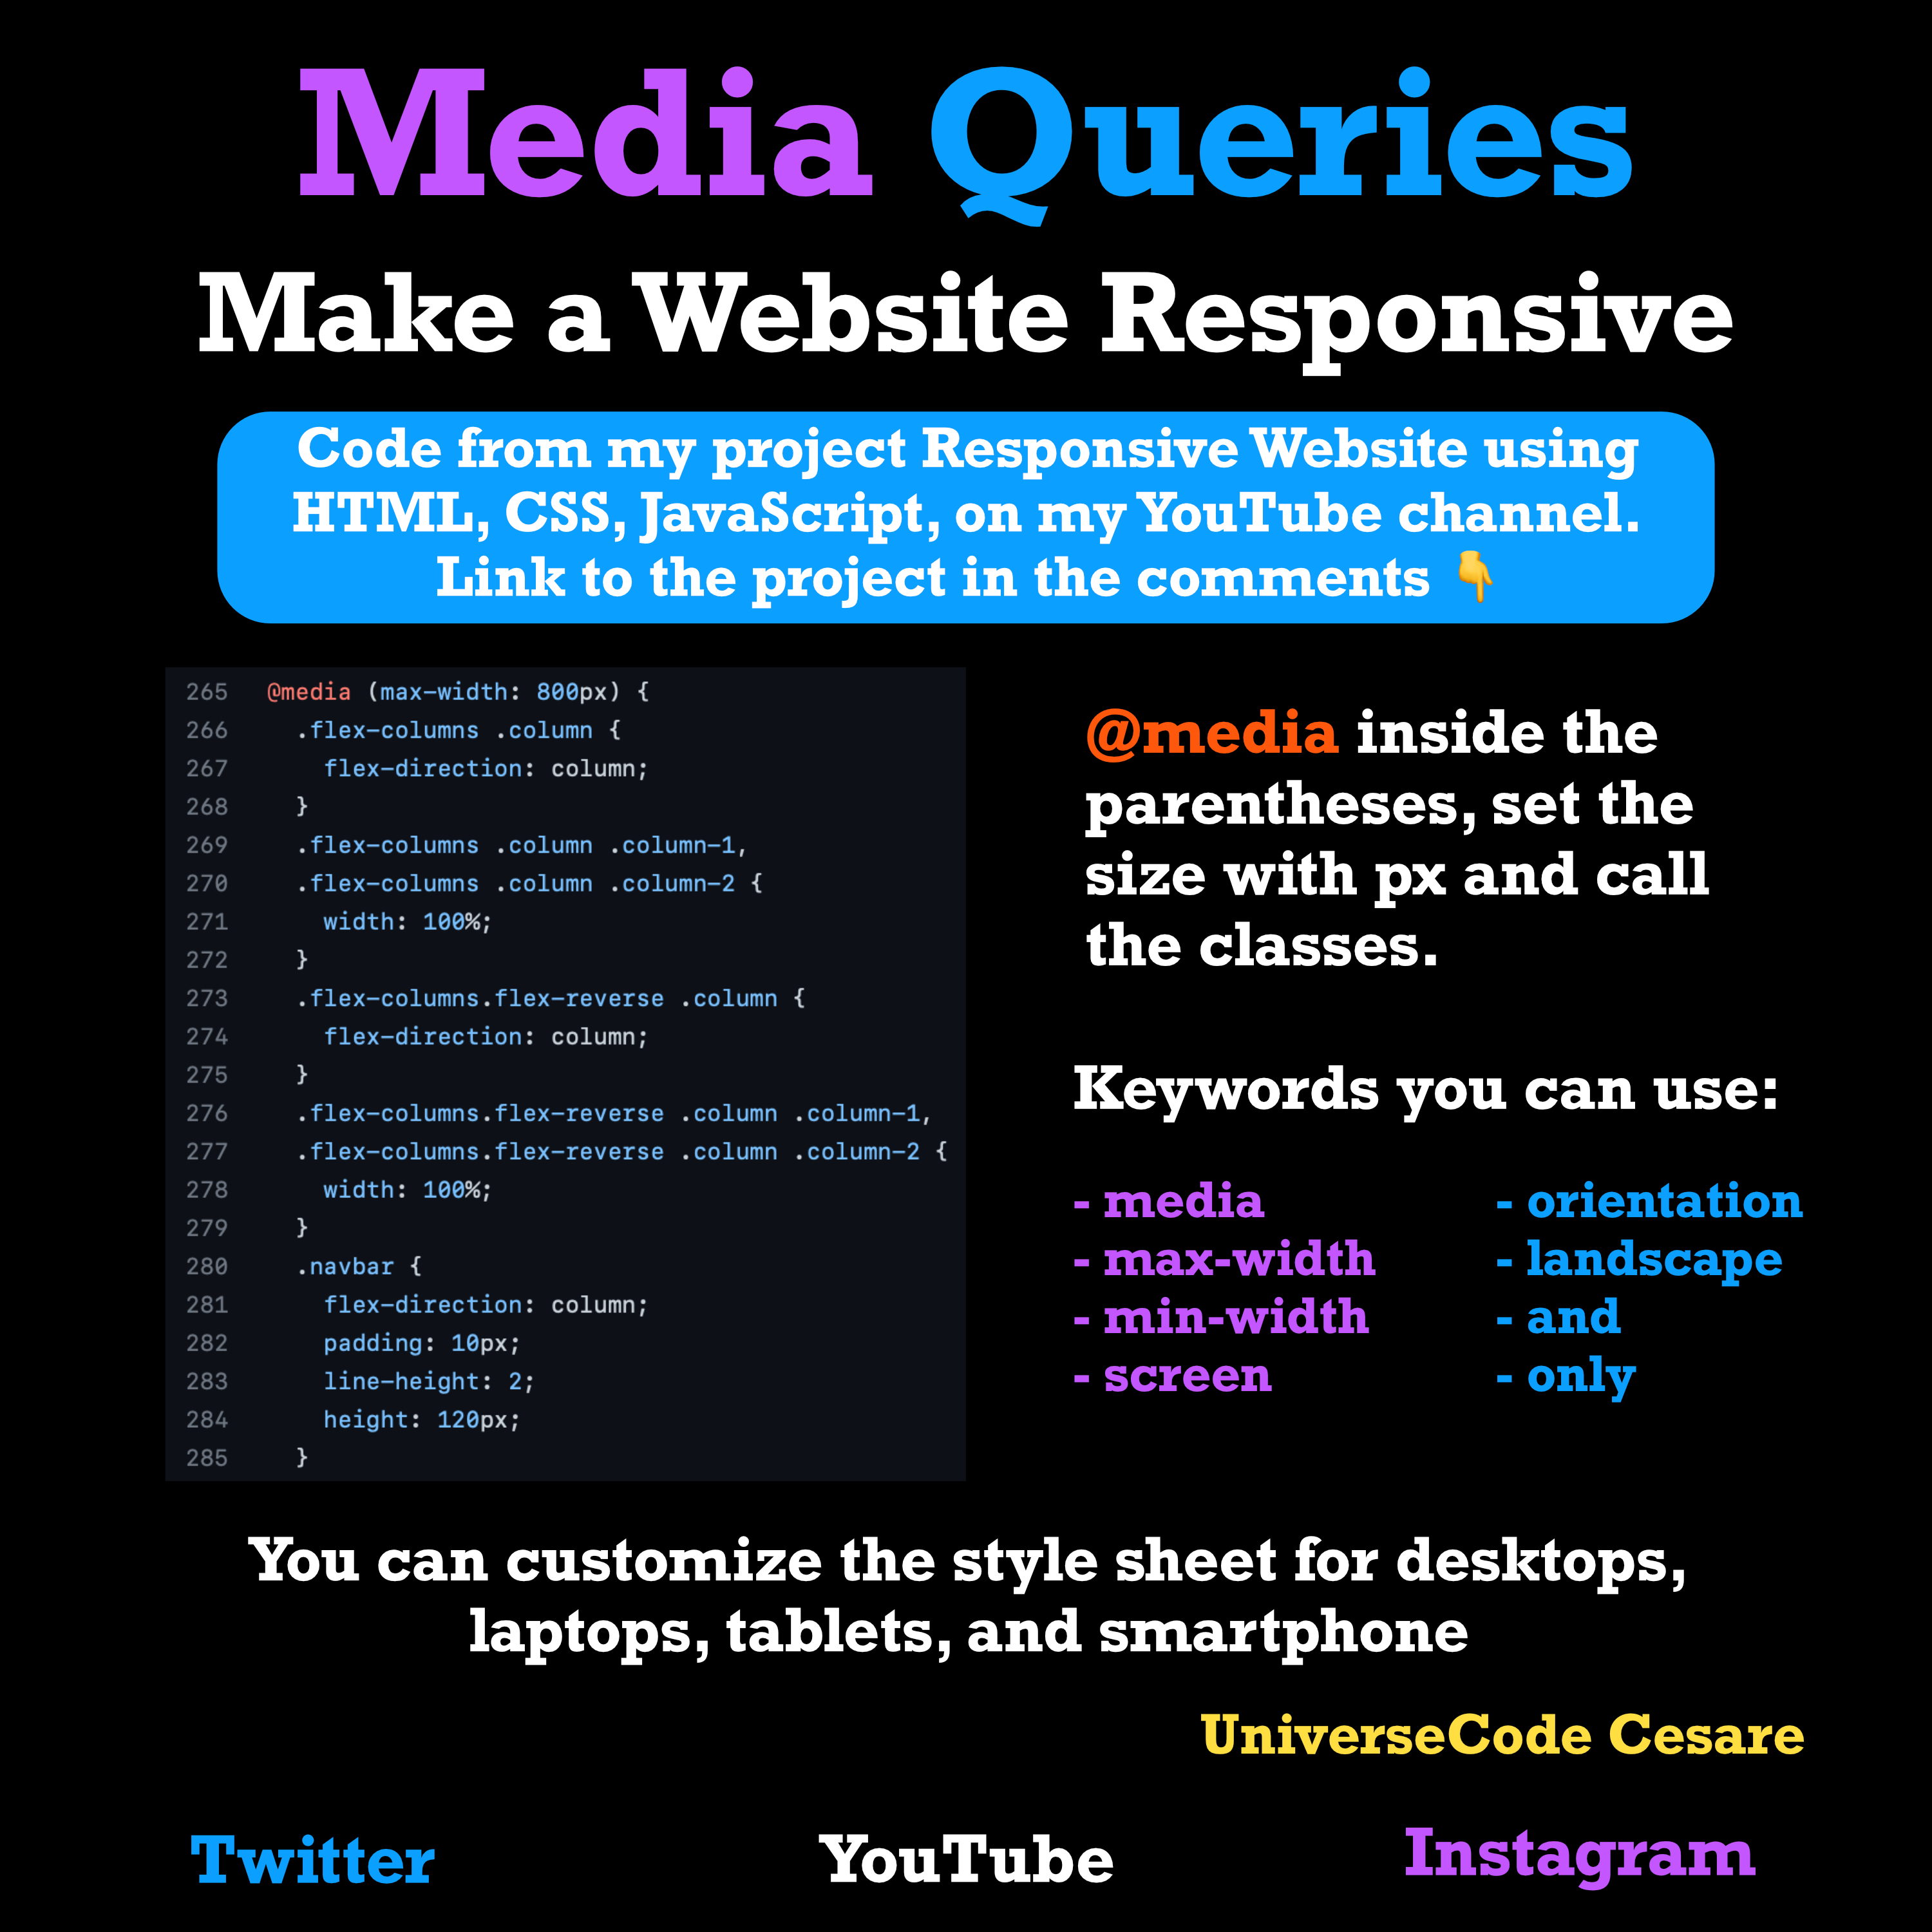 Media Queries
Make a Website Responsive
Code from my project Responsive Website using
HTML, CSS, JavaScript, on my YouTube channel.
Link to the project in the comments 👇
265 @media (max-width: 800px) {
266 .flex-columns .column {
267 flex-direction: column;
268 }
269 .flex-columns .column .column-1,
270 .flex-columns .column .column-2 {
271 width: 100%;
272 }
273 .flex-columns.flex-reverse .column {
274 flex-direction: column;
275 }
276 .flex-columns.flex-reverse .column .column-1,
277 .flex-columns.flex-reverse .column .column-2 {
278 width: 100%;
279 }
280 .navbar {
281 flex-direction: column;
282 padding: 10px;
283 line-height: 2;
284 height: 120px;
285 }
@media inside the
parentheses, set the
size with px and call
the classes.
Keywords you can use:
- media
- max-width
- min-width
- screen
- orientation
- landscape
- and
- only
You can customize the style sheet for desktops,
laptops, tablets, and smartphone
UniverseCode Cesare
Twitter
YouTube
Instagram